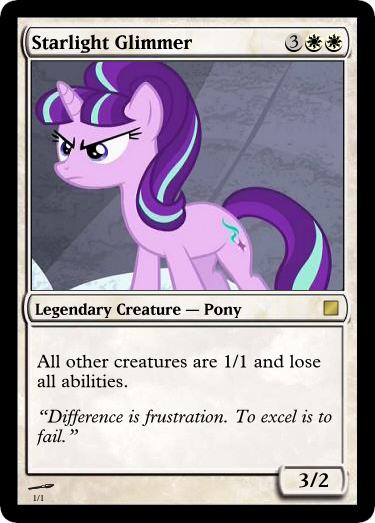 Starlight Glimmer 3
Legendary Creature — Pony
All other creatures are 1/1 and lose
all abilities.
“Difference is frustration. To excel is to
fail.”
3/2
1/1